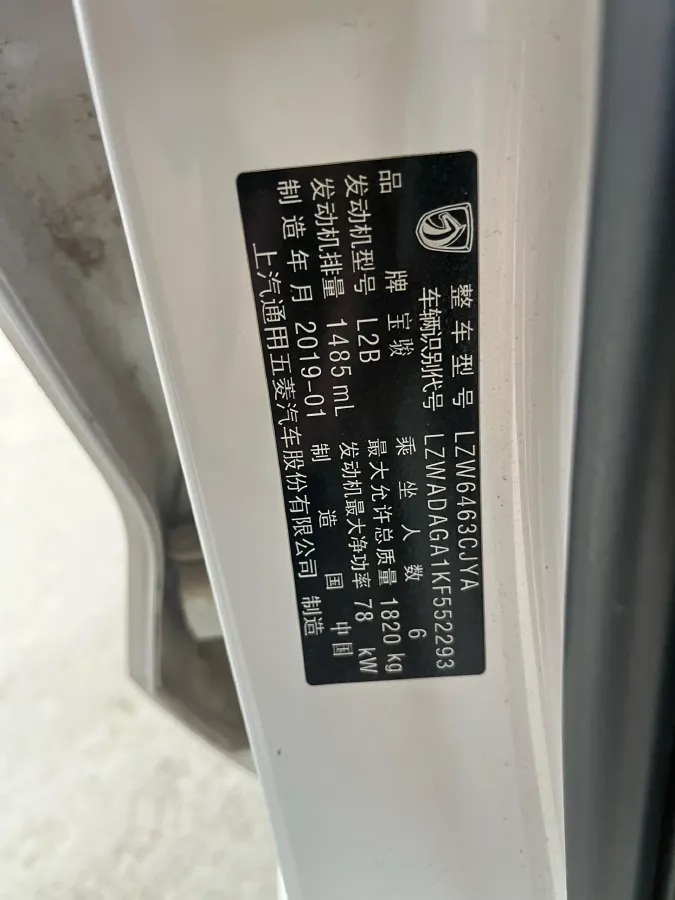 整车型号 LZW6463CJYA
车辆识别代号 LZWADAGA1KF552293
品牌 宝骏 乘坐人数 6
发动机型号 L2B 最大允许总质量 1820 kg
发动机排量 1485 mL 发动机最大净功率 78 kW
制造年月 2019-01 制造国 中国
上汽通用五菱汽车股份有限公司 制造